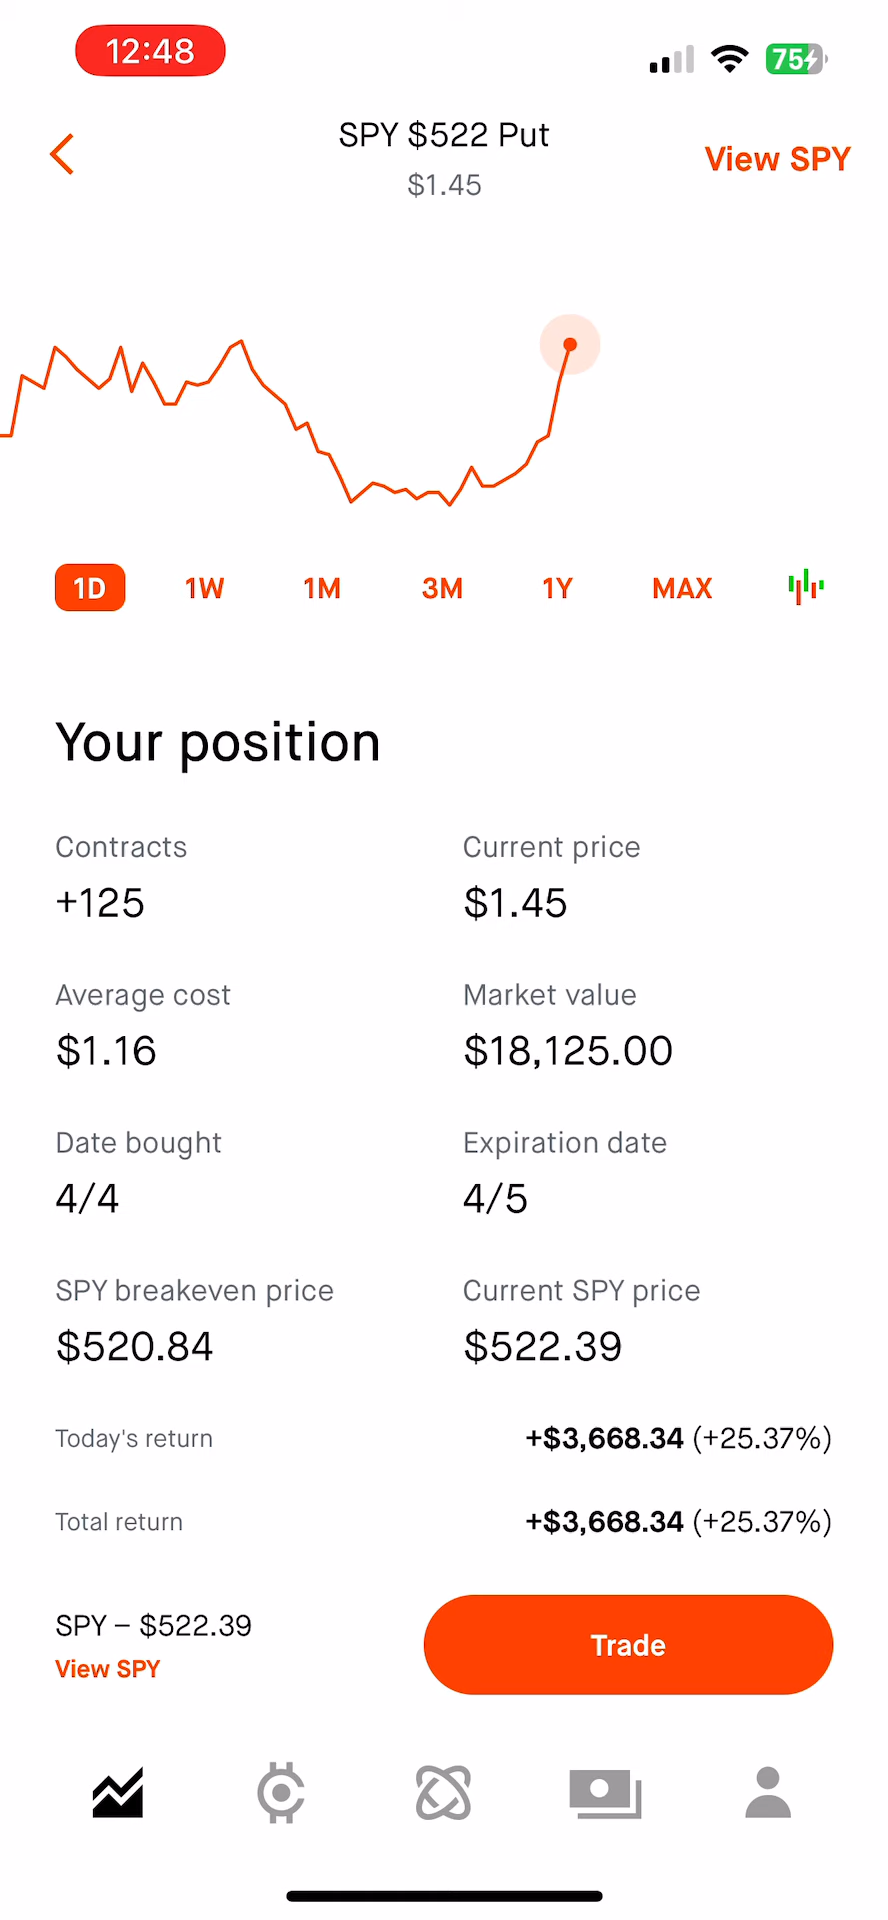 12:48
75
SPY $522 Put
$1.45
View SPY
1D 1W 1M 3M 1Y MAX
Your position
Contracts Current price
+125 $1.45
Average cost Market value
$1.16 $18,125.00
Date bought Expiration date
4/4 4/5
SPY breakeven price Current SPY price
$520.84 $522.39
Today's return +$3,668.34 (+25.37%)
Total return +$3,668.34 (+25.37%)
SPY – $522.39
View SPY
Trade